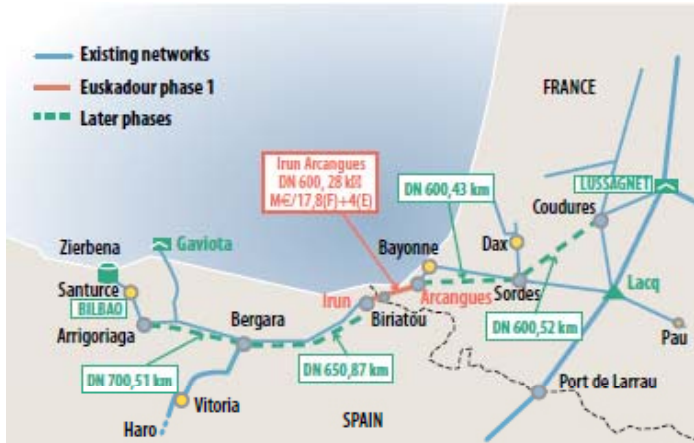 Existing networks
Euskadour phase 1
Later phases
FRANCE
Irun Arcangues
DN 600, 28
M€/17,8(F)+4(E)
DN 600,43 km
LUSSAGNET
Coudures
Zierbena
Gaviota
Bayonne
Dax
Santurce
BILBAO
Irun
Arcangues
Sordes
Lacq
Arrigoriaga
Bergara
Biriatou
DN 600,52 km
Pau
DN 700,51 km
DN 650,87 km
Port de Larrau
Vitoria
SPAIN
Haro